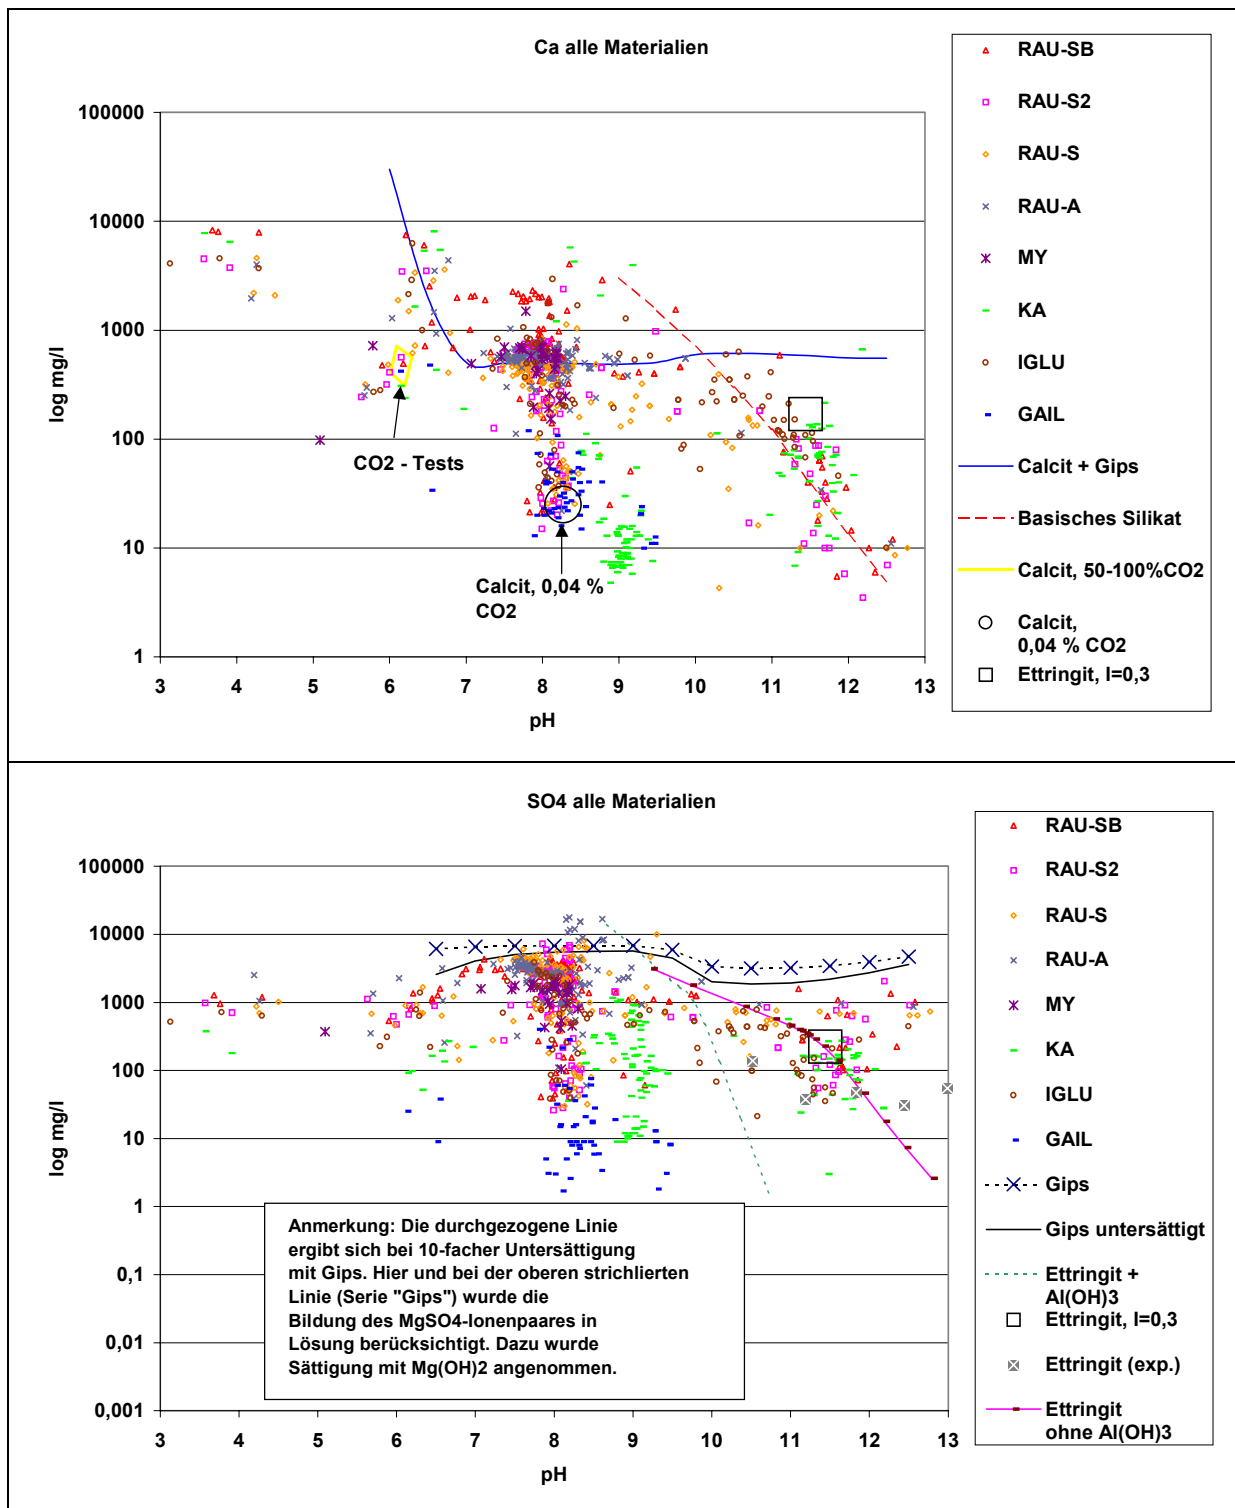 Ca alle Materialien
100000
10000
1000
100
10
1
log mg/l
3 4 5 6 7 8 9 10 11 12 13
pH
CO2 - Tests
Calcit, 0,04 %
CO2
RAU-SB
RAU-S2
RAU-S
RAU-A
MY
KA
IGLU
GAIL
Calcit + Gips
Basisches Silikat
Calcit, 50-100%CO2
Calcit,
0,04 % CO2
Ettringit, I=0,3
SO4 alle Materialien
100000
10000
1000
100
10
1
0,1
0,01
0,001
log mg/l
3 4 5 6 7 8 9 10 11 12 13
pH
Anmerkung: Die durchgezogene Linie
ergibt sich bei 10-facher Untersättigung
mit Gips. Hier und bei der oberen strichlierten
Linie (Serie "Gips") wurde die
Bildung des MgSO4-Ionenpaares in
Lösung berücksichtigt. Dazu wurde
Sättigung mit Mg(OH)2 angenommen.
RAU-SB
RAU-S2
RAU-S
RAU-A
MY
KA
IGLU
GAIL
Gips
Gips untersättigt
Ettringit +
Al(OH)3
Ettringit, I=0,3
Ettringit (exp.)
Ettringit
ohne Al(OH)3